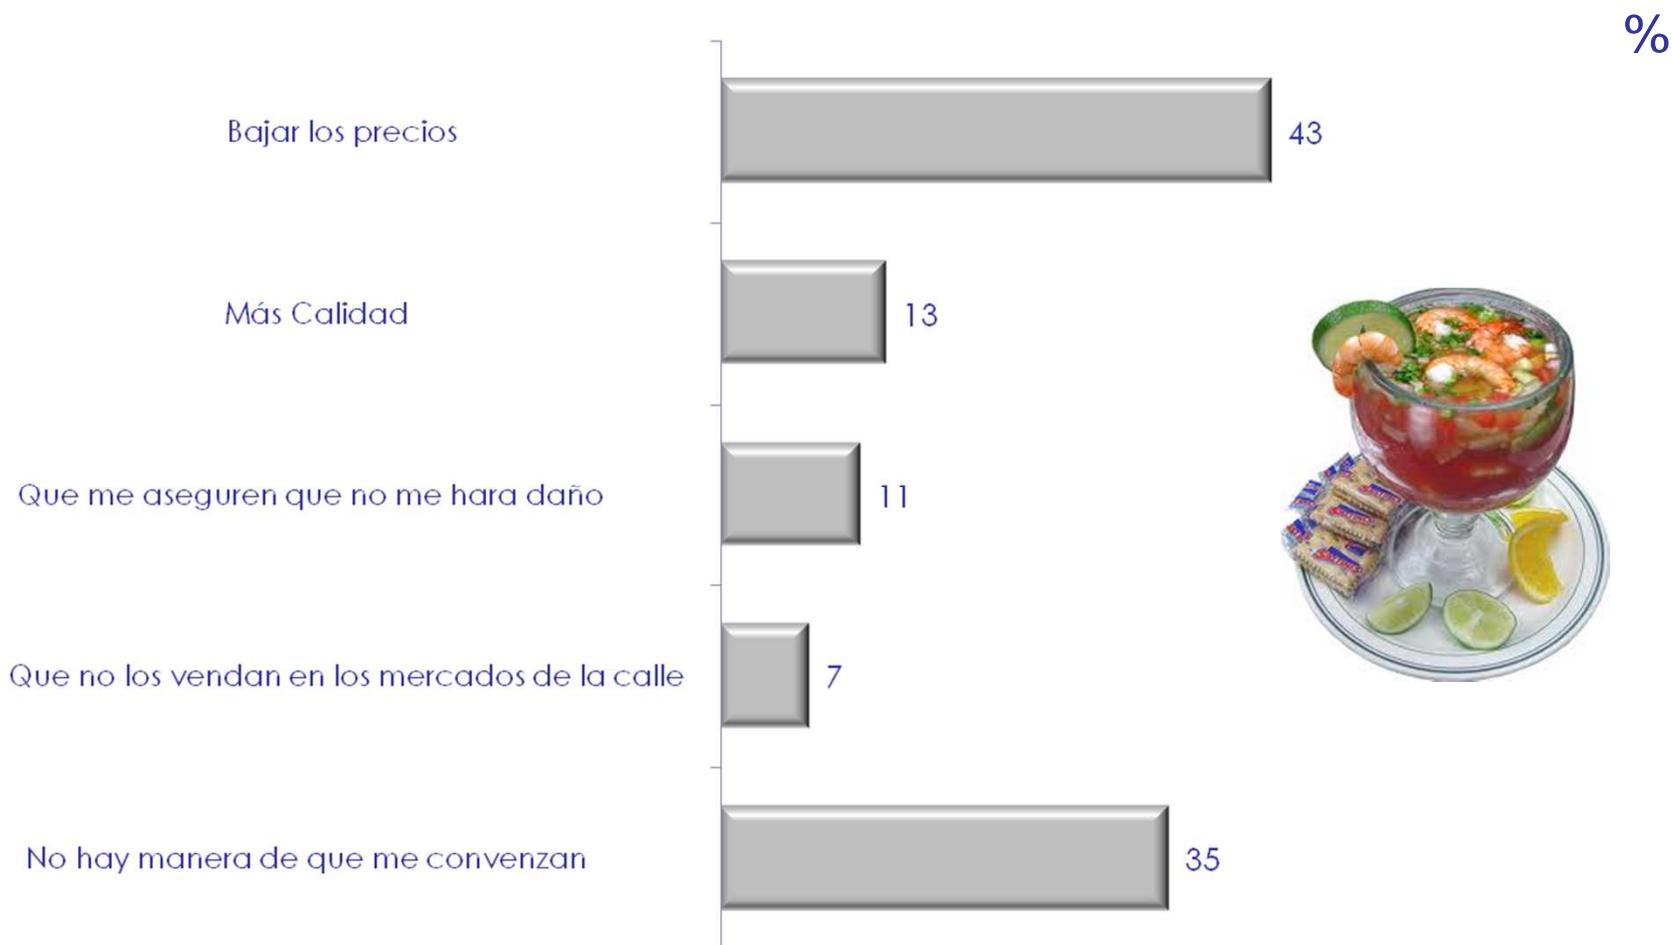 %
Bajar los precios
43
Más Calidad
13
Que me aseguren que no me hara daño
11
Que no los vendan en los mercados de la calle
7
No hay manera de que me convenzan
35